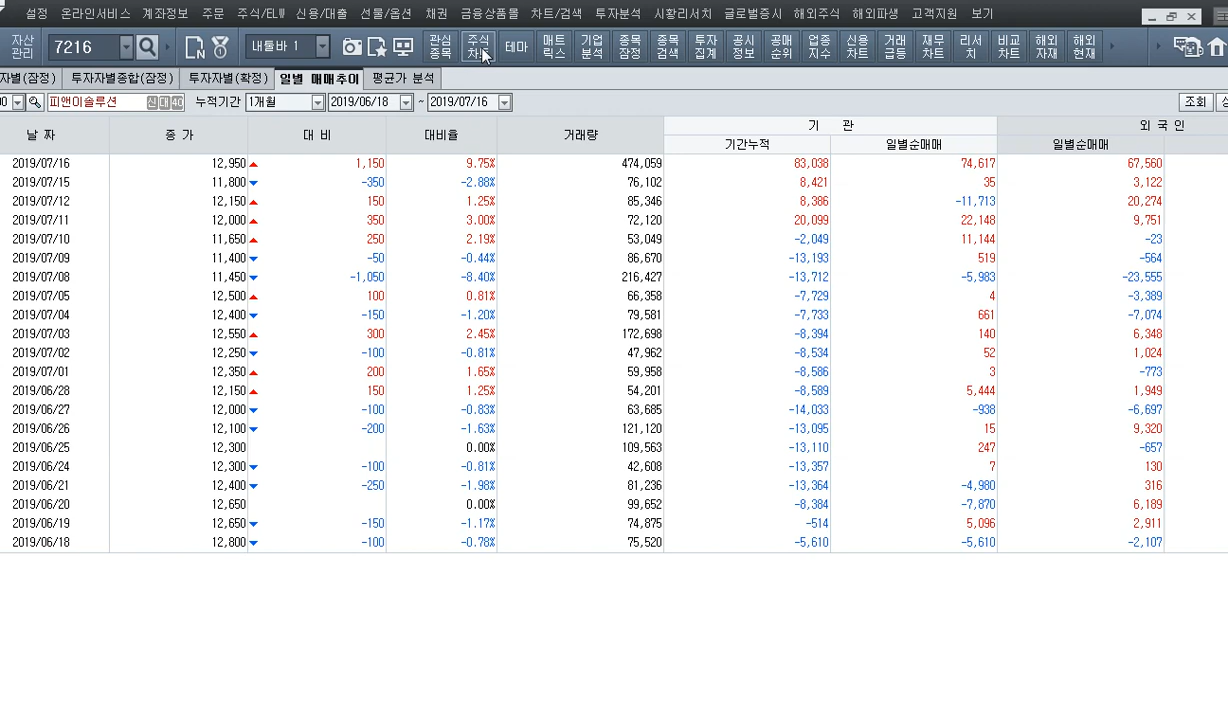 설정 온라인서비스 계좌정보 주문 주식/ELW 신용/대출 선물/옵션 채권 금융상품몰 차트/검색 투자분석 시황리서치 글로벌증시 해외주식 해외파생 고객지원 보기
자산관리 7216 내툴바 1 관심종목 주식차 테마 매트릭스 기업분석 종목잠정 종목검색 투자집계 공시정보 공매순위 업종지수 신용차트 거래급등 재무차트 리서치 비교차트 해외자재 해외현재
자별(잠정) 투자자별종합(잠정) 투자자별(확정) 일별 매매추이 평균가 분석
피앤이솔루션 신 대 40 누적기간 1개월 2019/06/18 ~ 2019/07/16 조회
날 짜 종 가 대 비 대비율 거래량 기 관 외 국 인
기간누적 일별순매매 일별순매매
2019/07/16 12,950 ▲ 1,150 9.75% 474,059 83,038 74,617 67,560
2019/07/15 11,800 ▼ -350 -2.88% 76,102 8,421 35 3,122
2019/07/12 12,150 ▲ 150 1.25% 85,346 8,386 -11,713 20,274
2019/07/11 12,000 ▲ 350 3.00% 72,120 20,099 22,148 9,751
2019/07/10 11,650 ▲ 250 2.19% 53,049 -2,049 11,144 -23
2019/07/09 11,400 ▼ -50 -0.44% 86,670 -13,193 519 -564
2019/07/08 11,450 ▼ -1,050 -8.40% 216,427 -13,712 -5,983 -23,555
2019/07/05 12,500 ▲ 100 0.81% 66,358 -7,729 4 -3,389
2019/07/04 12,400 ▼ -150 -1.20% 79,581 -7,733 661 -7,074
2019/07/03 12,550 ▲ 300 2.45% 172,698 -8,394 140 6,348
2019/07/02 12,250 ▼ -100 -0.81% 47,962 -8,534 52 1,024
2019/07/01 12,350 ▲ 200 1.65% 59,958 -8,586 3 -773
2019/06/28 12,150 ▲ 150 1.25% 54,201 -8,589 5,444 1,949
2019/06/27 12,000 ▼ -100 -0.83% 63,685 -14,033 -938 -6,697
2019/06/26 12,100 ▼ -200 -1.63% 121,120 -13,095 15 9,320
2019/06/25 12,300 0.00% 109,563 -13,110 247 -657
2019/06/24 12,300 ▼ -100 -0.81% 42,608 -13,357 7 130
2019/06/21 12,400 ▼ -250 -1.98% 81,236 -13,364 -4,980 316
2019/06/20 12,650 0.00% 99,652 -8,384 -7,870 6,189
2019/06/19 12,650 ▼ -150 -1.17% 74,875 -514 5,096 2,911
2019/06/18 12,800 ▼ -100 -0.78% 75,520 -5,610 -5,610 -2,107